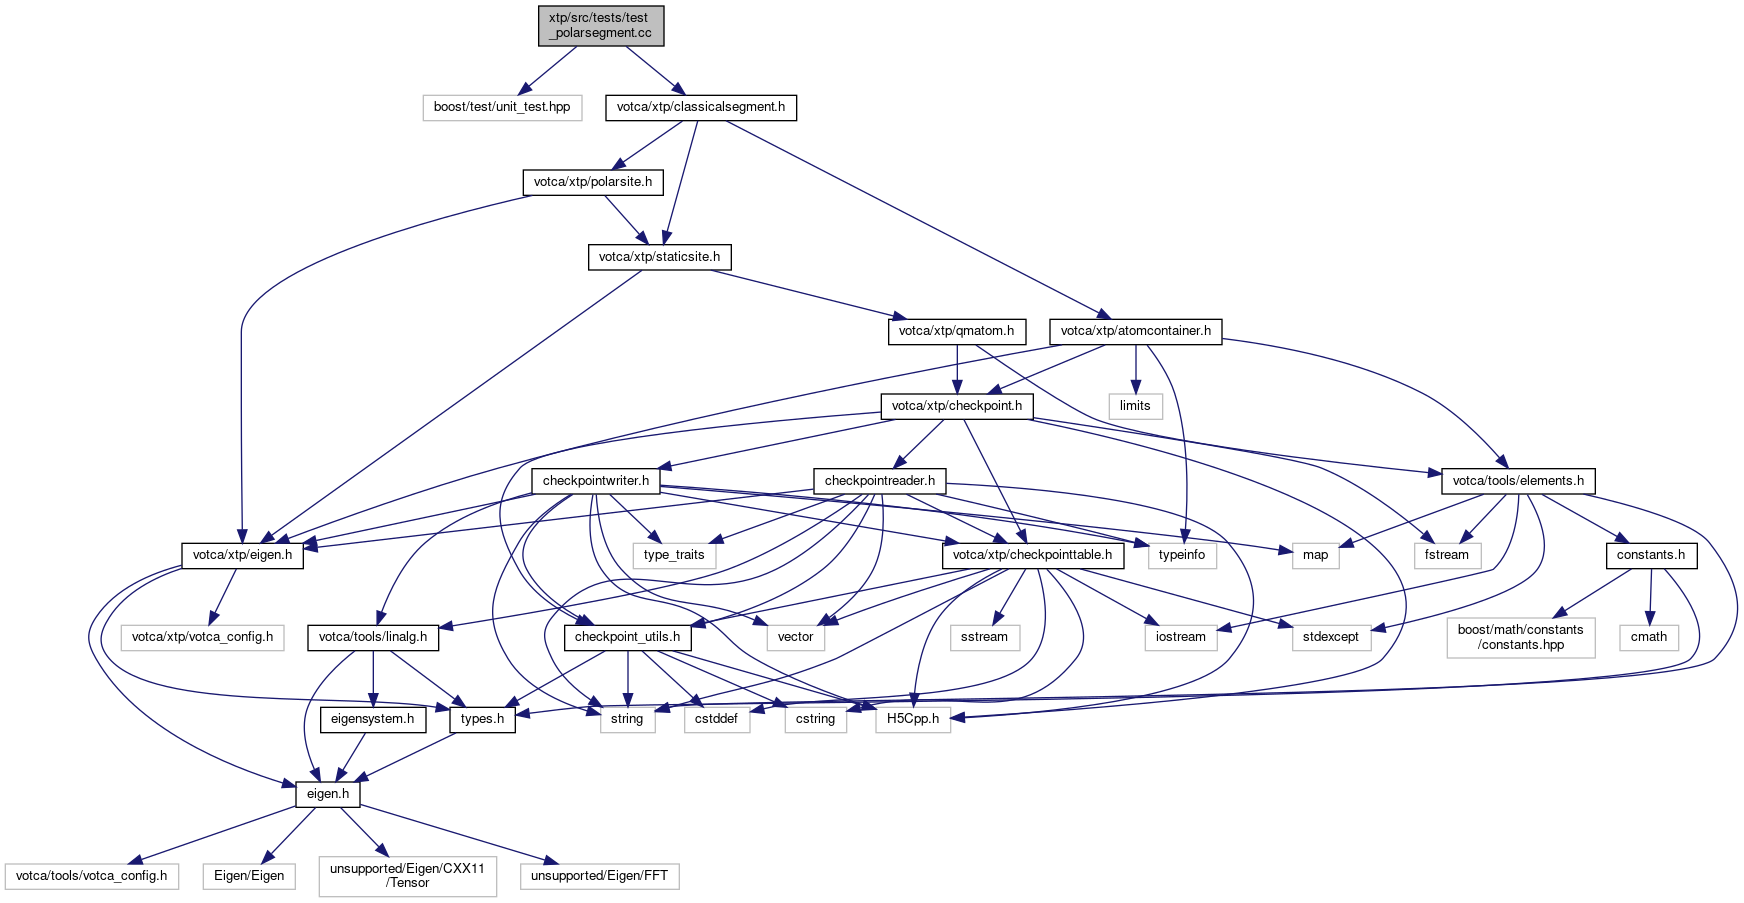 xtp/src/tests/test
_polarsegment.cc
boost/test/unit_test.hpp
votca/xtp/classicalsegment.h
votca/xtp/polarsite.h
votca/xtp/staticsite.h
votca/xtp/qmatom.h
votca/xtp/atomcontainer.h
votca/xtp/checkpoint.h
limits
checkpointwriter.h
checkpointreader.h
votca/tools/elements.h
votca/xtp/eigen.h
type_traits
votca/xtp/checkpointtable.h
typeinfo
map
fstream
constants.h
votca/xtp/votca_config.h
votca/tools/linalg.h
checkpoint_utils.h
vector
sstream
iostream
stdexcept
boost/math/constants
/constants.hpp
cmath
eigensystem.h
types.h
string
cstddef
cstring
H5Cpp.h
eigen.h
votca/tools/votca_config.h
Eigen/Eigen
unsupported/Eigen/CXX11
/Tensor
unsupported/Eigen/FFT